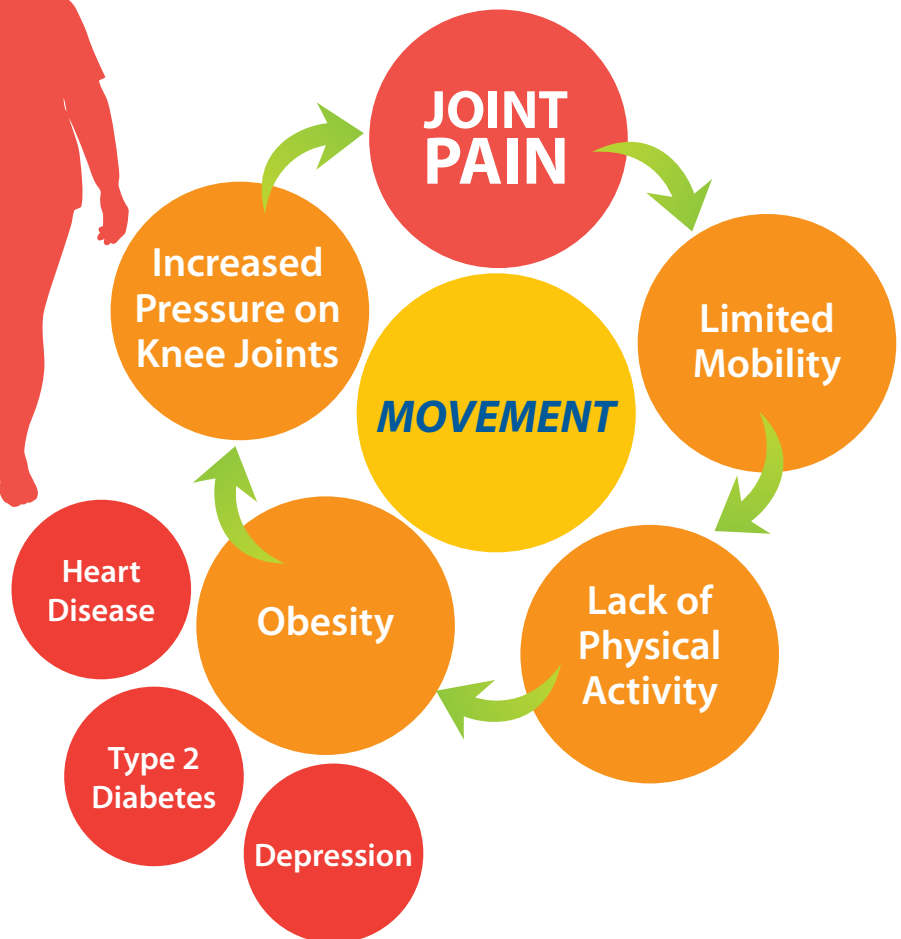 JOINT
PAIN
Limited
Mobility
Lack of
Physical
Activity
Obesity
Increased
Pressure on
Knee Joints
MOVEMENT
Heart
Disease
Type 2
Diabetes
Depression